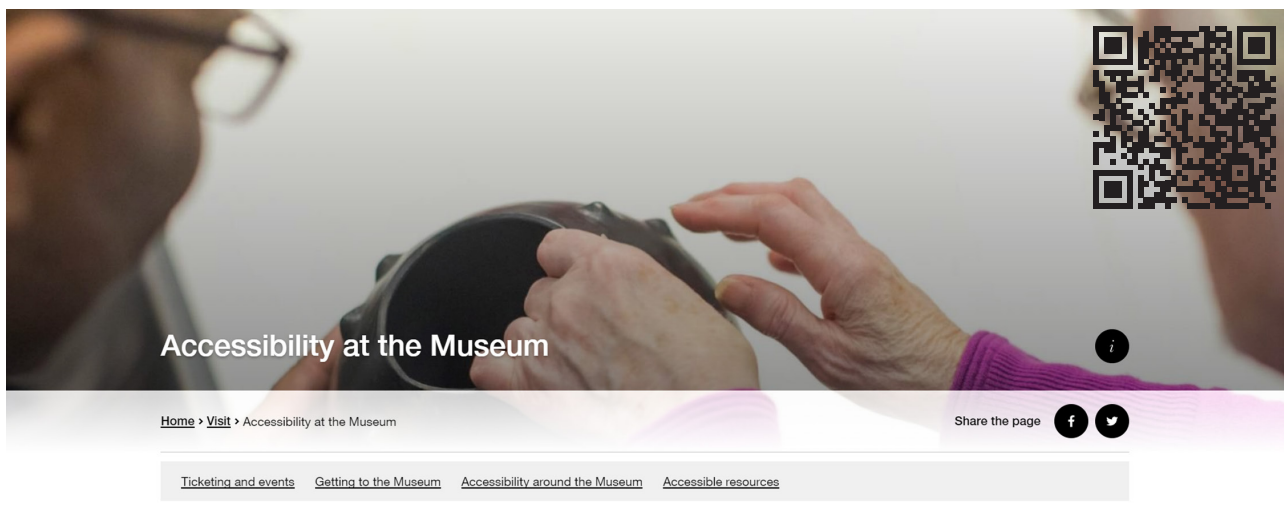 Accessibility at the Museum
i
Home › Visit › Accessibility at the Museum
Share the page
Ticketing and events Getting to the Museum Accessibility around the Museum Accessible resources